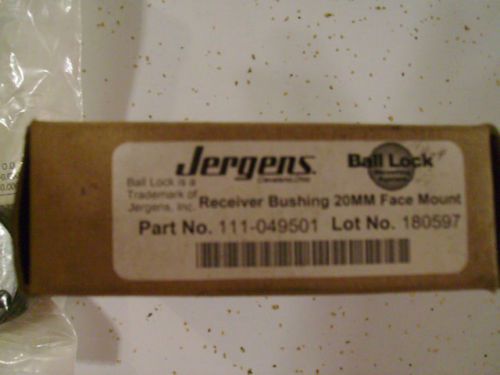 Jergens Ball Lock
Cleveland, Ohio
Ball Lock is a
Trademark of
Jergens, Inc. Receiver Bushing 20MM Face Mount
Part No. 111-049501 Lot No. 180597